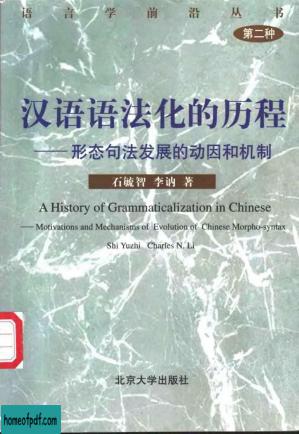 语言学前沿丛书
第二种
汉语语法化的历程
——形态句法发展的动因和机制
石毓智 李讷 著
A History of Grammaticalization in Chinese
—— Motivations and Mechanisms of Evolution of Chinese Morpho-syntax
Shi Yuzhi Charles N. Li
北京大学出版社
homeofpdf.com